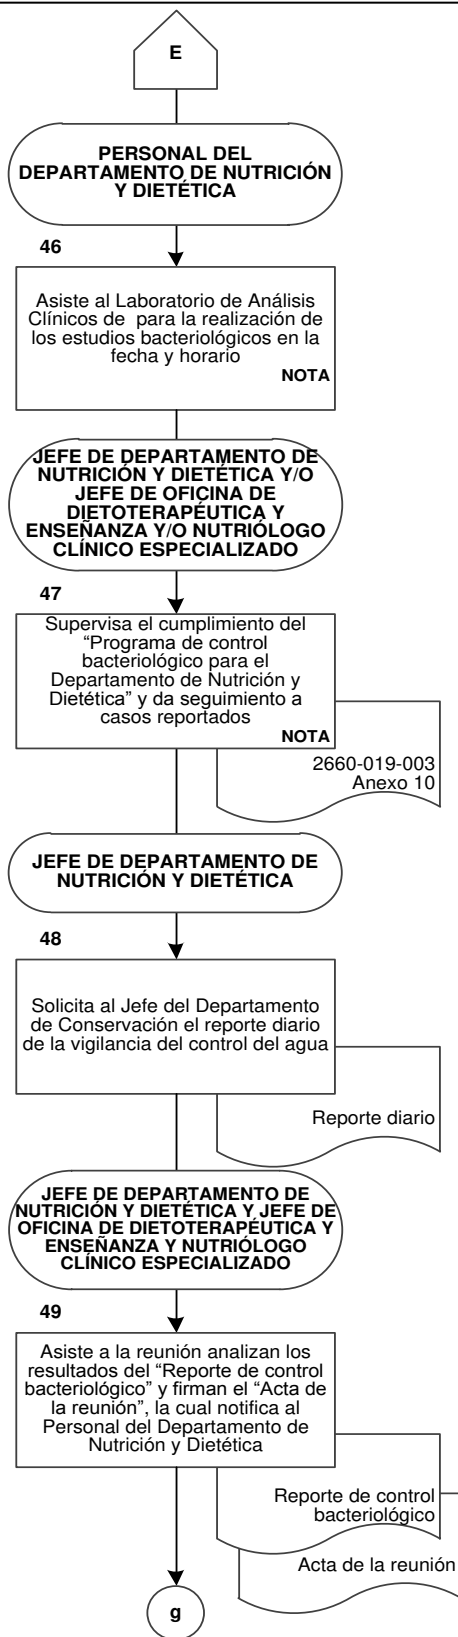 E
PERSONAL DEL
DEPARTAMENTO DE NUTRICIÓN
Y DIETÉTICA
46
Asiste al Laboratorio de Análisis
Clínicos de  para la realización de
los estudios bacteriológicos en la
fecha y horario
NOTA
JEFE DE DEPARTAMENTO DE
NUTRICIÓN Y DIETÉTICA Y/O
JEFE DE OFICINA DE
DIETOTERAPÉUTICA Y
ENSEÑANZA Y/O NUTRIÓLOGO
CLÍNICO ESPECIALIZADO
47
Supervisa el cumplimiento del
“Programa de control
bacteriológico para el
Departamento de Nutrición y
Dietética” y da seguimiento a
casos reportados
NOTA
2660-019-003
Anexo 10
JEFE DE DEPARTAMENTO DE
NUTRICIÓN Y DIETÉTICA
48
Solicita al Jefe del Departamento
de Conservación el reporte diario
de la vigilancia del control del agua
Reporte diario
JEFE DE DEPARTAMENTO DE
NUTRICIÓN Y DIETÉTICA Y JEFE DE
OFICINA DE DIETOTERAPÉUTICA Y
ENSEÑANZA Y NUTRIÓLOGO
CLÍNICO ESPECIALIZADO
49
Asiste a la reunión analizan los
resultados del “Reporte de control
bacteriológico” y firman el “Acta de
la reunión”, la cual notifica al
Personal del Departamento de
Nutrición y Dietética
Reporte de control
bacteriológico
Acta de la reunión
g